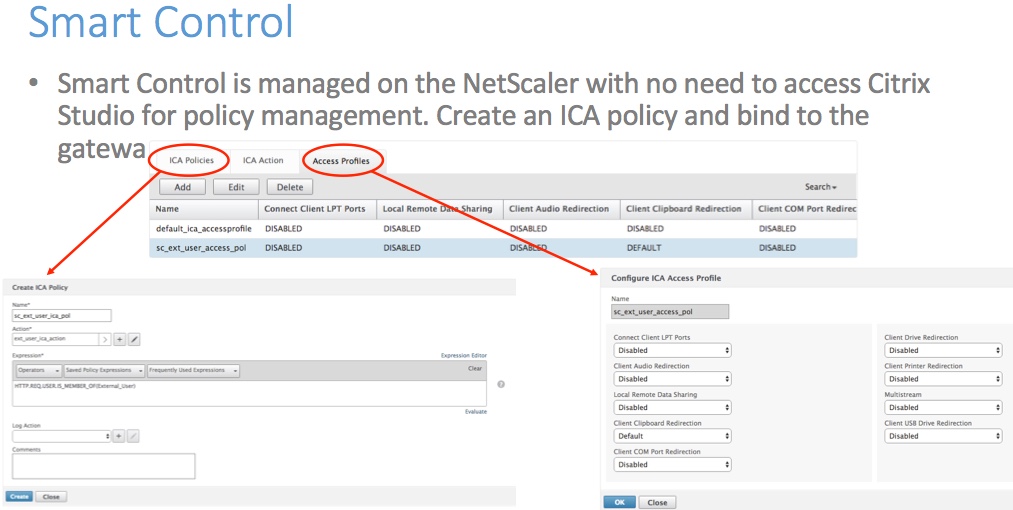 Smart Control
• Smart Control is managed on the NetScaler with no need to access Citrix
Studio for policy management. Create an ICA policy and bind to the
gatewa
ICA Policies ICA Action Access Profiles
Add Edit Delete Search
Name Connect Client LPT Ports Local Remote Data Sharing Client Audio Redirection Client Clipboard Redirection Client COM Port Redirec
default_ica_accessprofile DISABLED DISABLED DISABLED DISABLED DISABLED
sc_ext_user_access_pol DISABLED DISABLED DISABLED DEFAULT DISABLED
Create ICA Policy
Name*
sc_ext_user_ica_pol
Action*
ext_user_ica_action
Expression* Expression Editor
Operators Saved Policy Expressions Frequently Used Expressions Clear
HTTP.REQ.USER.IS_MEMBER_OF(External_User)
Evaluate
Log Action
Comments
Create Close
Configure ICA Access Profile
Name
sc_ext_user_access_pol
Connect Client LPT Ports
Disabled
Client Audio Redirection
Disabled
Local Remote Data Sharing
Disabled
Client Clipboard Redirection
Default
Client COM Port Redirection
Disabled
Client Drive Redirection
Disabled
Client Printer Redirection
Disabled
Multistream
Disabled
Client USB Drive Redirection
Disabled
OK Close